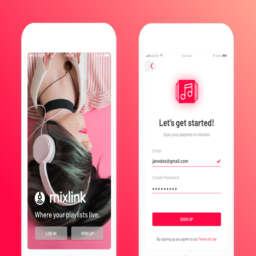 mixlink
Where your playlists live.
LOG IN
SIGN UP
Let's get started!
Sync your playlists in minutes.
Email
janedoe@gmail.com
Create Password
•••••••••
SIGN UP
By signing up you agree to our Terms of use